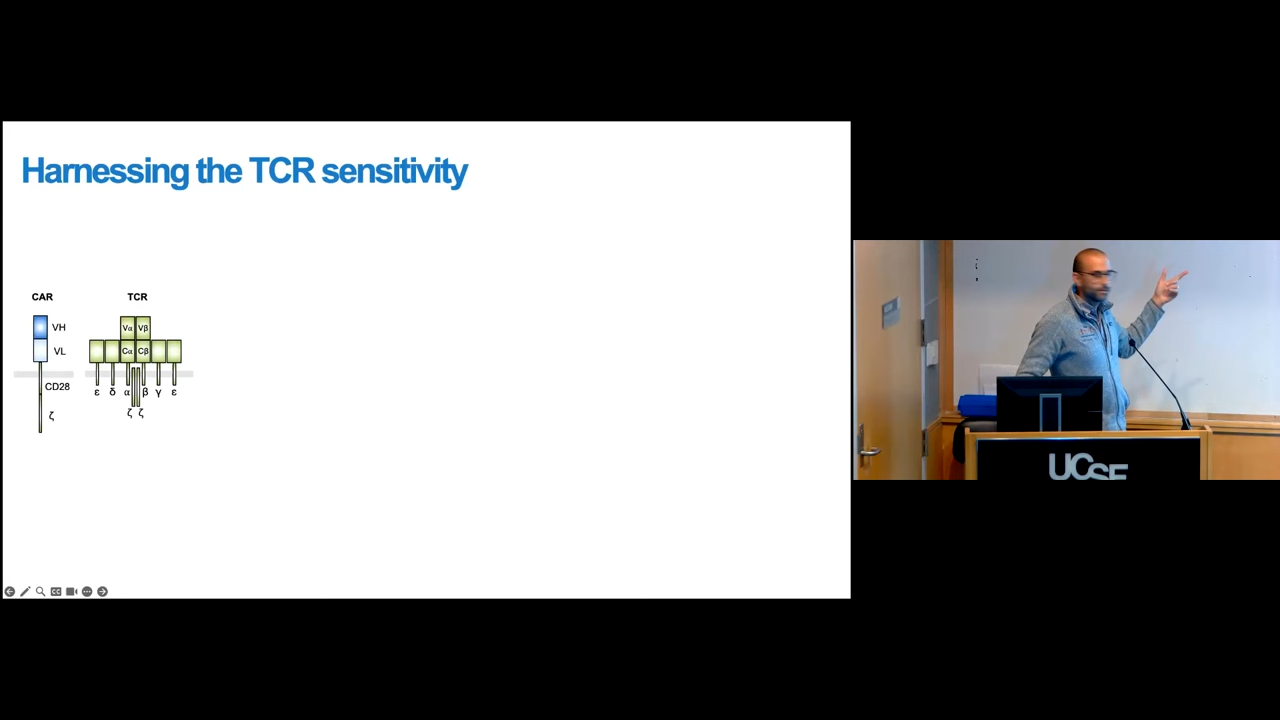 Harnessing the TCR sensitivity
CAR
TCR
VH
VL
CD28
ζ
Vα Vβ
Cα Cβ
ε δ α β γ ε
ζ ζ
UCSF